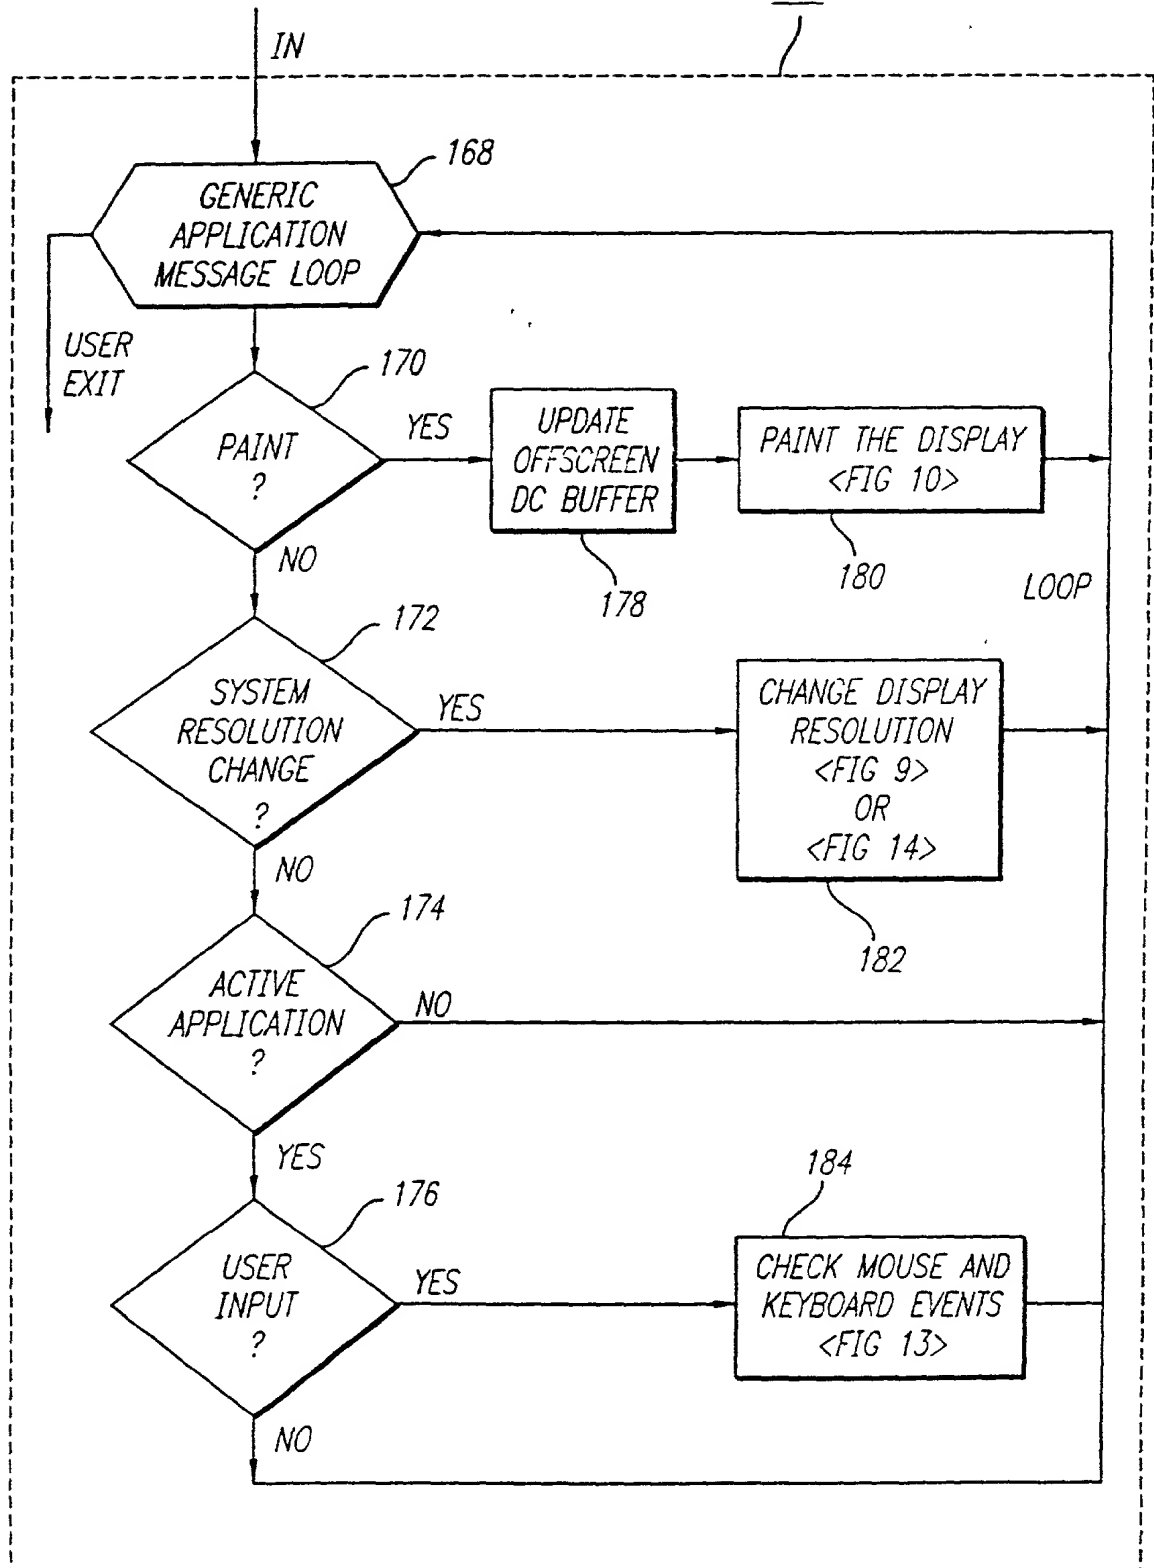 IN
168
GENERIC
APPLICATION
MESSAGE LOOP
USER
EXIT
170
PAINT
?
YES
UPDATE
OFFSCREEN
DC BUFFER
178
PAINT THE DISPLAY
<FIG 10>
180
NO
LOOP
172
SYSTEM
RESOLUTION
CHANGE
?
YES
CHANGE DISPLAY
RESOLUTION
<FIG 9>
OR
<FIG 14>
182
NO
174
ACTIVE
APPLICATION
?
NO
YES
176
USER
INPUT
?
YES
184
CHECK MOUSE AND
KEYBOARD EVENTS
<FIG 13>
NO